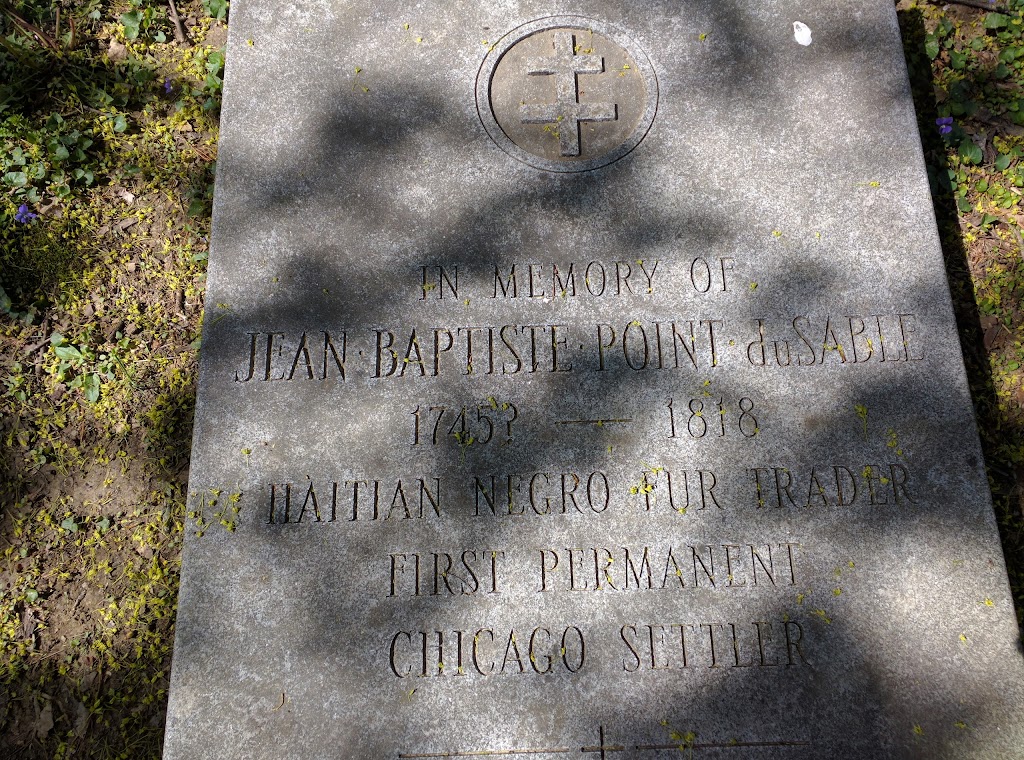 IN MEMORY OF
JEAN·BAPTISTE·POINT·duSABLE
1745? — 1818
HAITIAN NEGRO FUR TRADER
FIRST PERMANENT
CHICAGO SETTLER